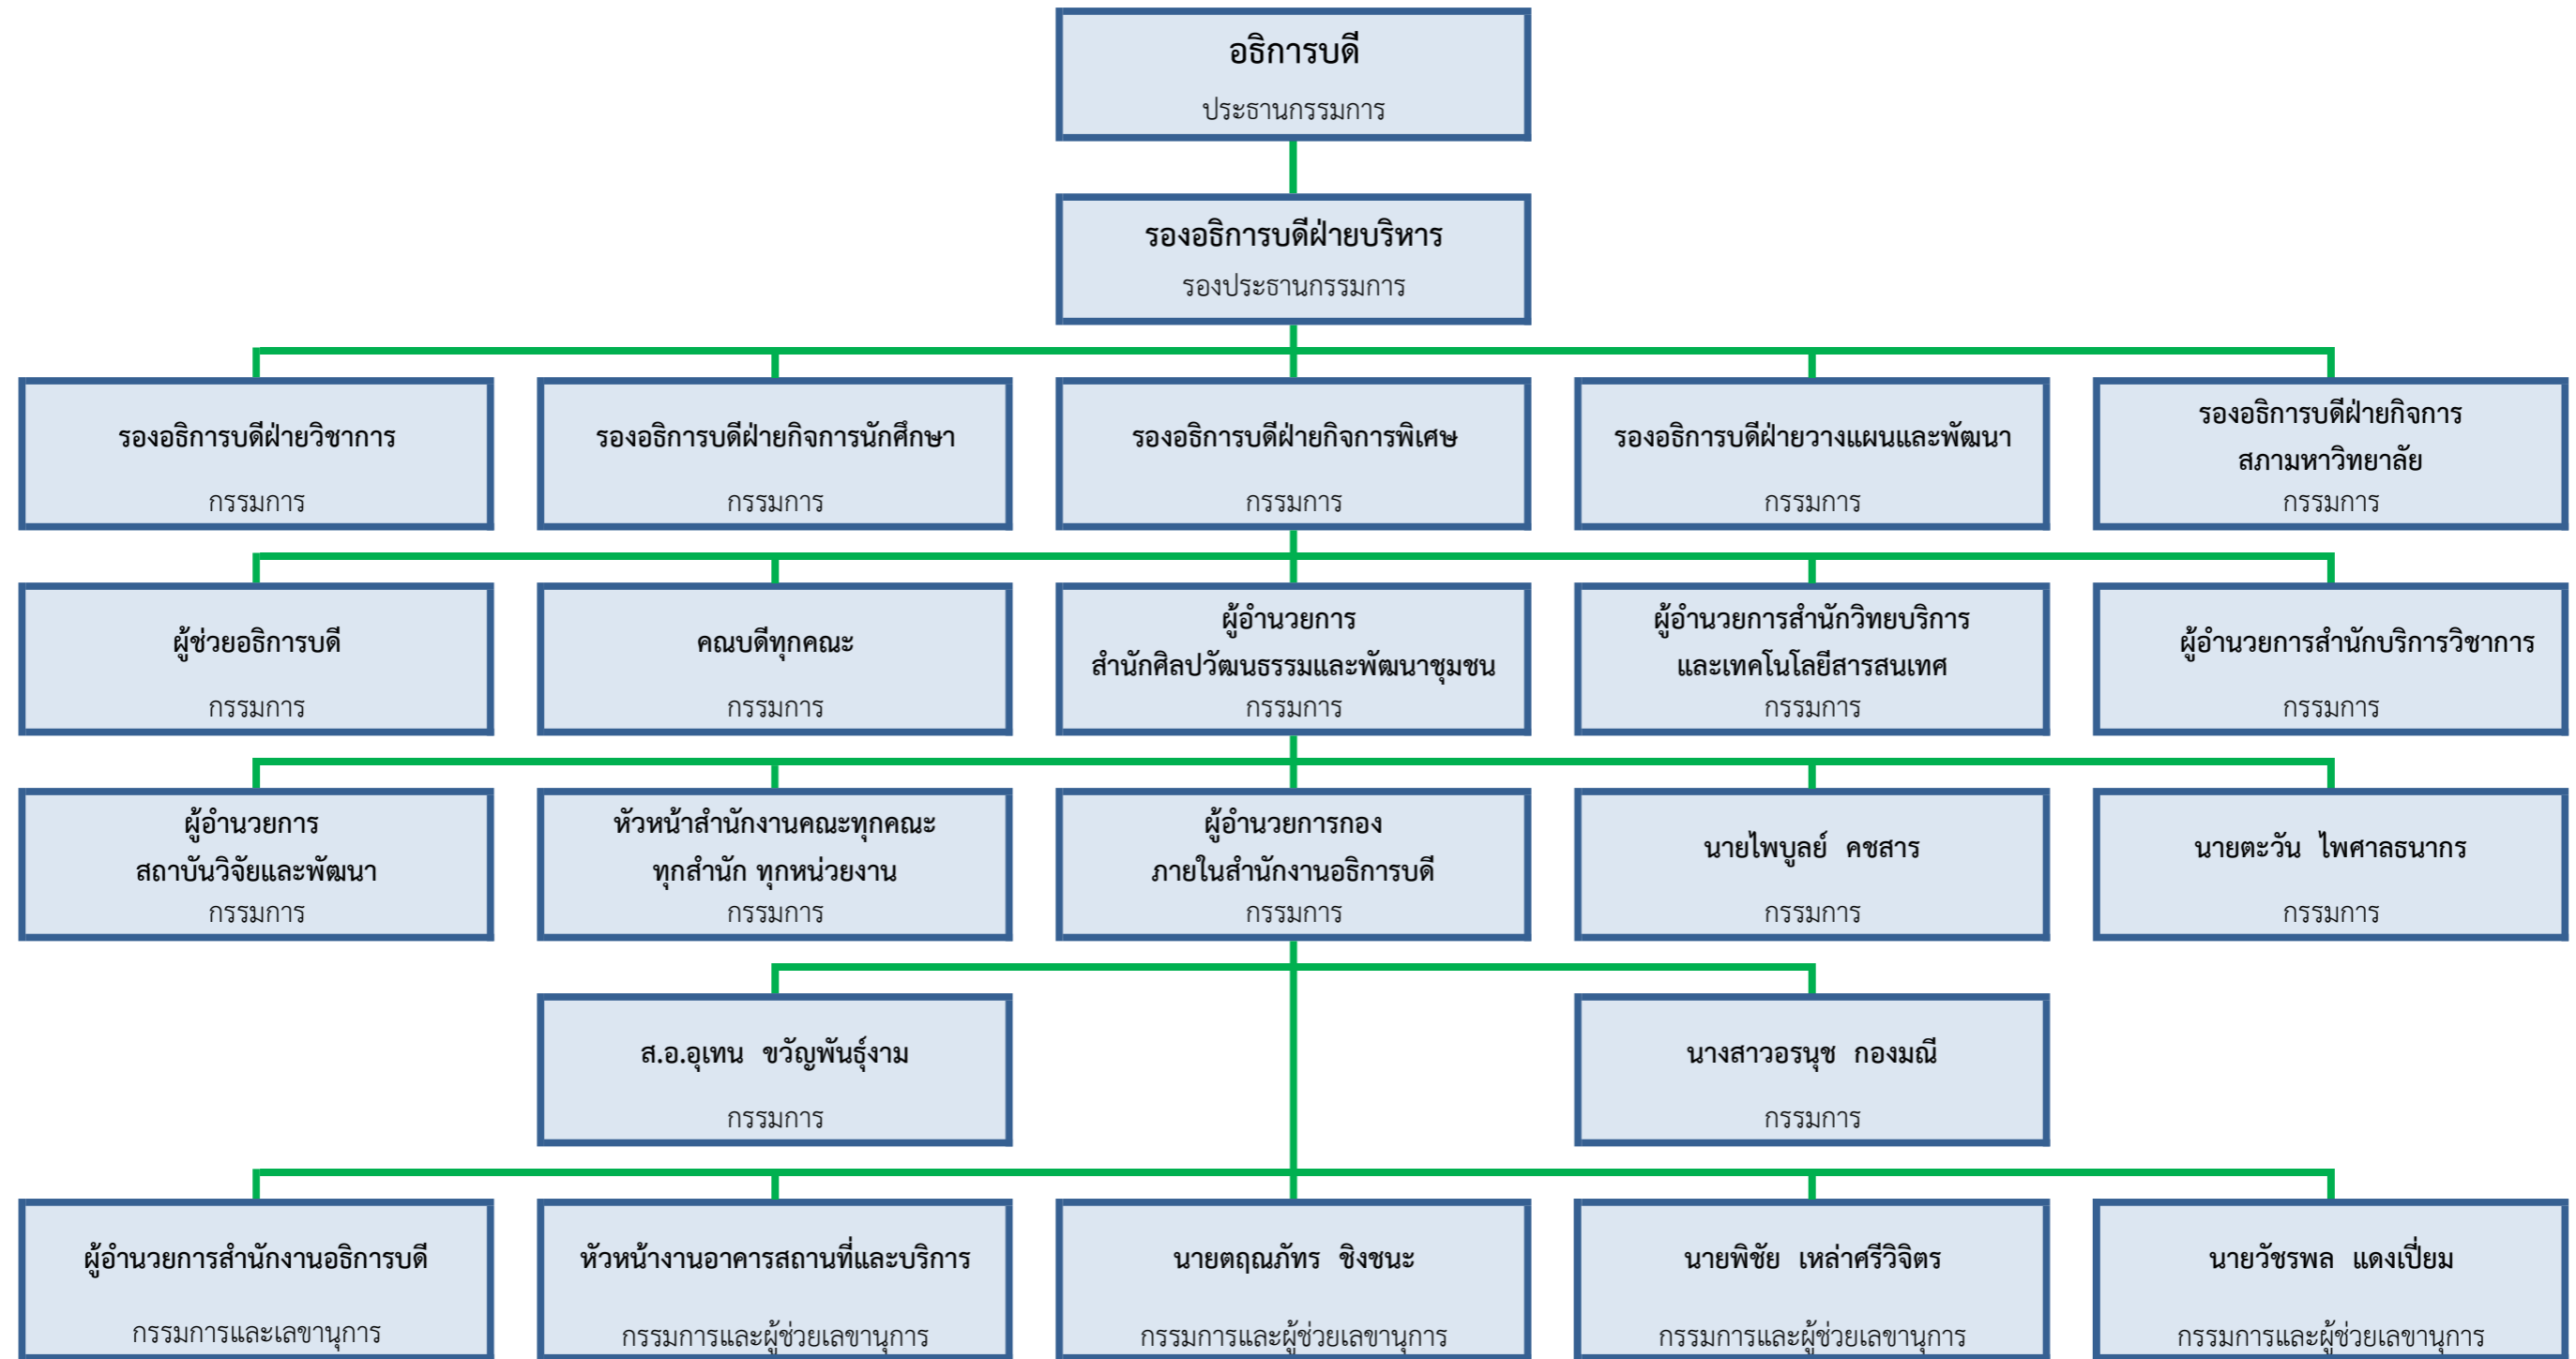 อธิการบดี
ประธานกรรมการ
รองอธิการบดีฝ่ายบริหาร
รองประธานกรรมการ
รองอธิการบดีฝ่ายวิชาการ
กรรมการ
รองอธิการบดีฝ่ายกิจการนักศึกษา
กรรมการ
รองอธิการบดีฝ่ายกิจการพิเศษ
กรรมการ
รองอธิการบดีฝ่ายวางแผนและพัฒนา
กรรมการ
รองอธิการบดีฝ่ายกิจการ
สภามหาวิทยาลัย
กรรมการ
ผู้ช่วยอธิการบดี
กรรมการ
คณบดีทุกคณะ
กรรมการ
ผู้อำนวยการ
สำนักศิลปวัฒนธรรมและพัฒนาชุมชน
กรรมการ
ผู้อำนวยการสำนักวิทยบริการ
และเทคโนโลยีสารสนเทศ
กรรมการ
ผู้อำนวยการสำนักบริการวิชาการ
กรรมการ
ผู้อำนวยการ
สถาบันวิจัยและพัฒนา
กรรมการ
หัวหน้าสำนักงานคณะทุกคณะ
ทุกสำนัก ทุกหน่วยงาน
กรรมการ
ผู้อำนวยการกอง
ภายในสำนักงานอธิการบดี
กรรมการ
นายไพบูลย์ คชสาร
กรรมการ
นายตะวัน ไพศาลธนากร
กรรมการ
ส.อ.อุเทน ขวัญพันธุ์งาม
กรรมการ
นางสาวอรนุช กองมณี
กรรมการ
ผู้อำนวยการสำนักงานอธิการบดี
กรรมการและเลขานุการ
หัวหน้างานอาคารสถานที่และบริการ
กรรมการและผู้ช่วยเลขานุการ
นายตฤณภัทร ชิงชนะ
กรรมการและผู้ช่วยเลขานุการ
นายพิชัย เหล่าศรีวิจิตร
กรรมการและผู้ช่วยเลขานุการ
นายวัชรพล แดงเปี่ยม
กรรมการและผู้ช่วยเลขานุการ